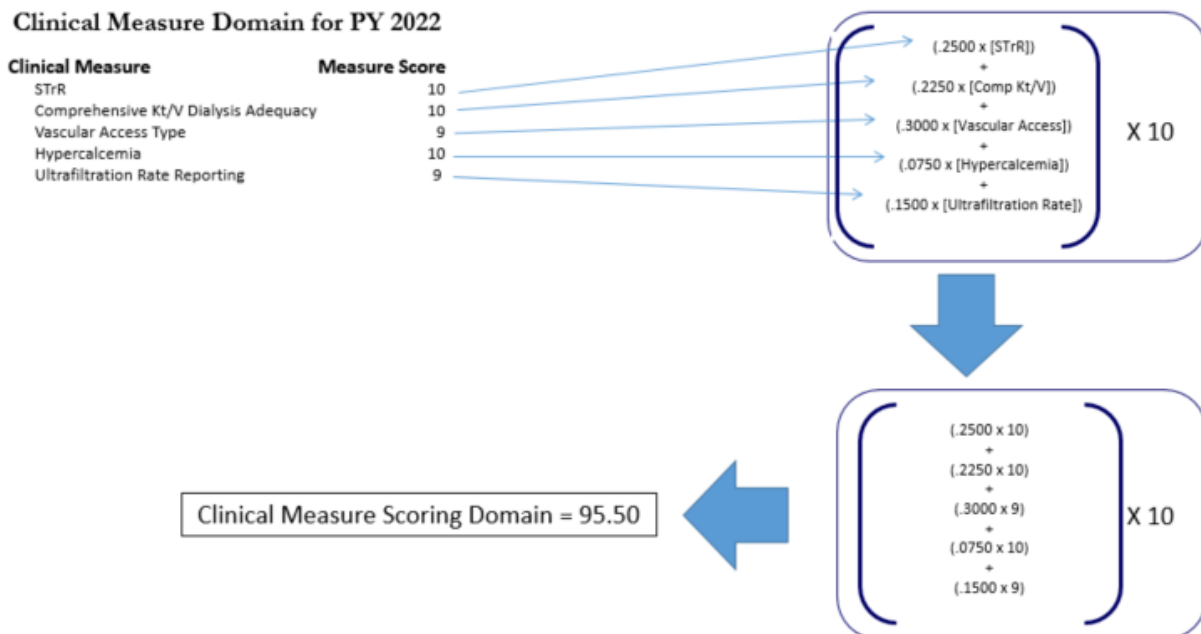 Clinical Measure Domain for PY 2022
Clinical Measure Measure Score
STrR 10
Comprehensive Kt/V Dialysis Adequacy 10
Vascular Access Type 9
Hypercalcemia 10
Ultrafiltration Rate Reporting 9
(.2500 x [STrR])
+
(.2250 x [Comp Kt/V])
+
(.3000 x [Vascular Access])
+
(.0750 x [Hypercalcemia])
+
(.1500 x [Ultrafiltration Rate])
X 10
(.2500 x 10)
+
(.2250 x 10)
+
(.3000 x 9)
+
(.0750 x 10)
+
(.1500 x 9)
X 10
Clinical Measure Scoring Domain = 95.50